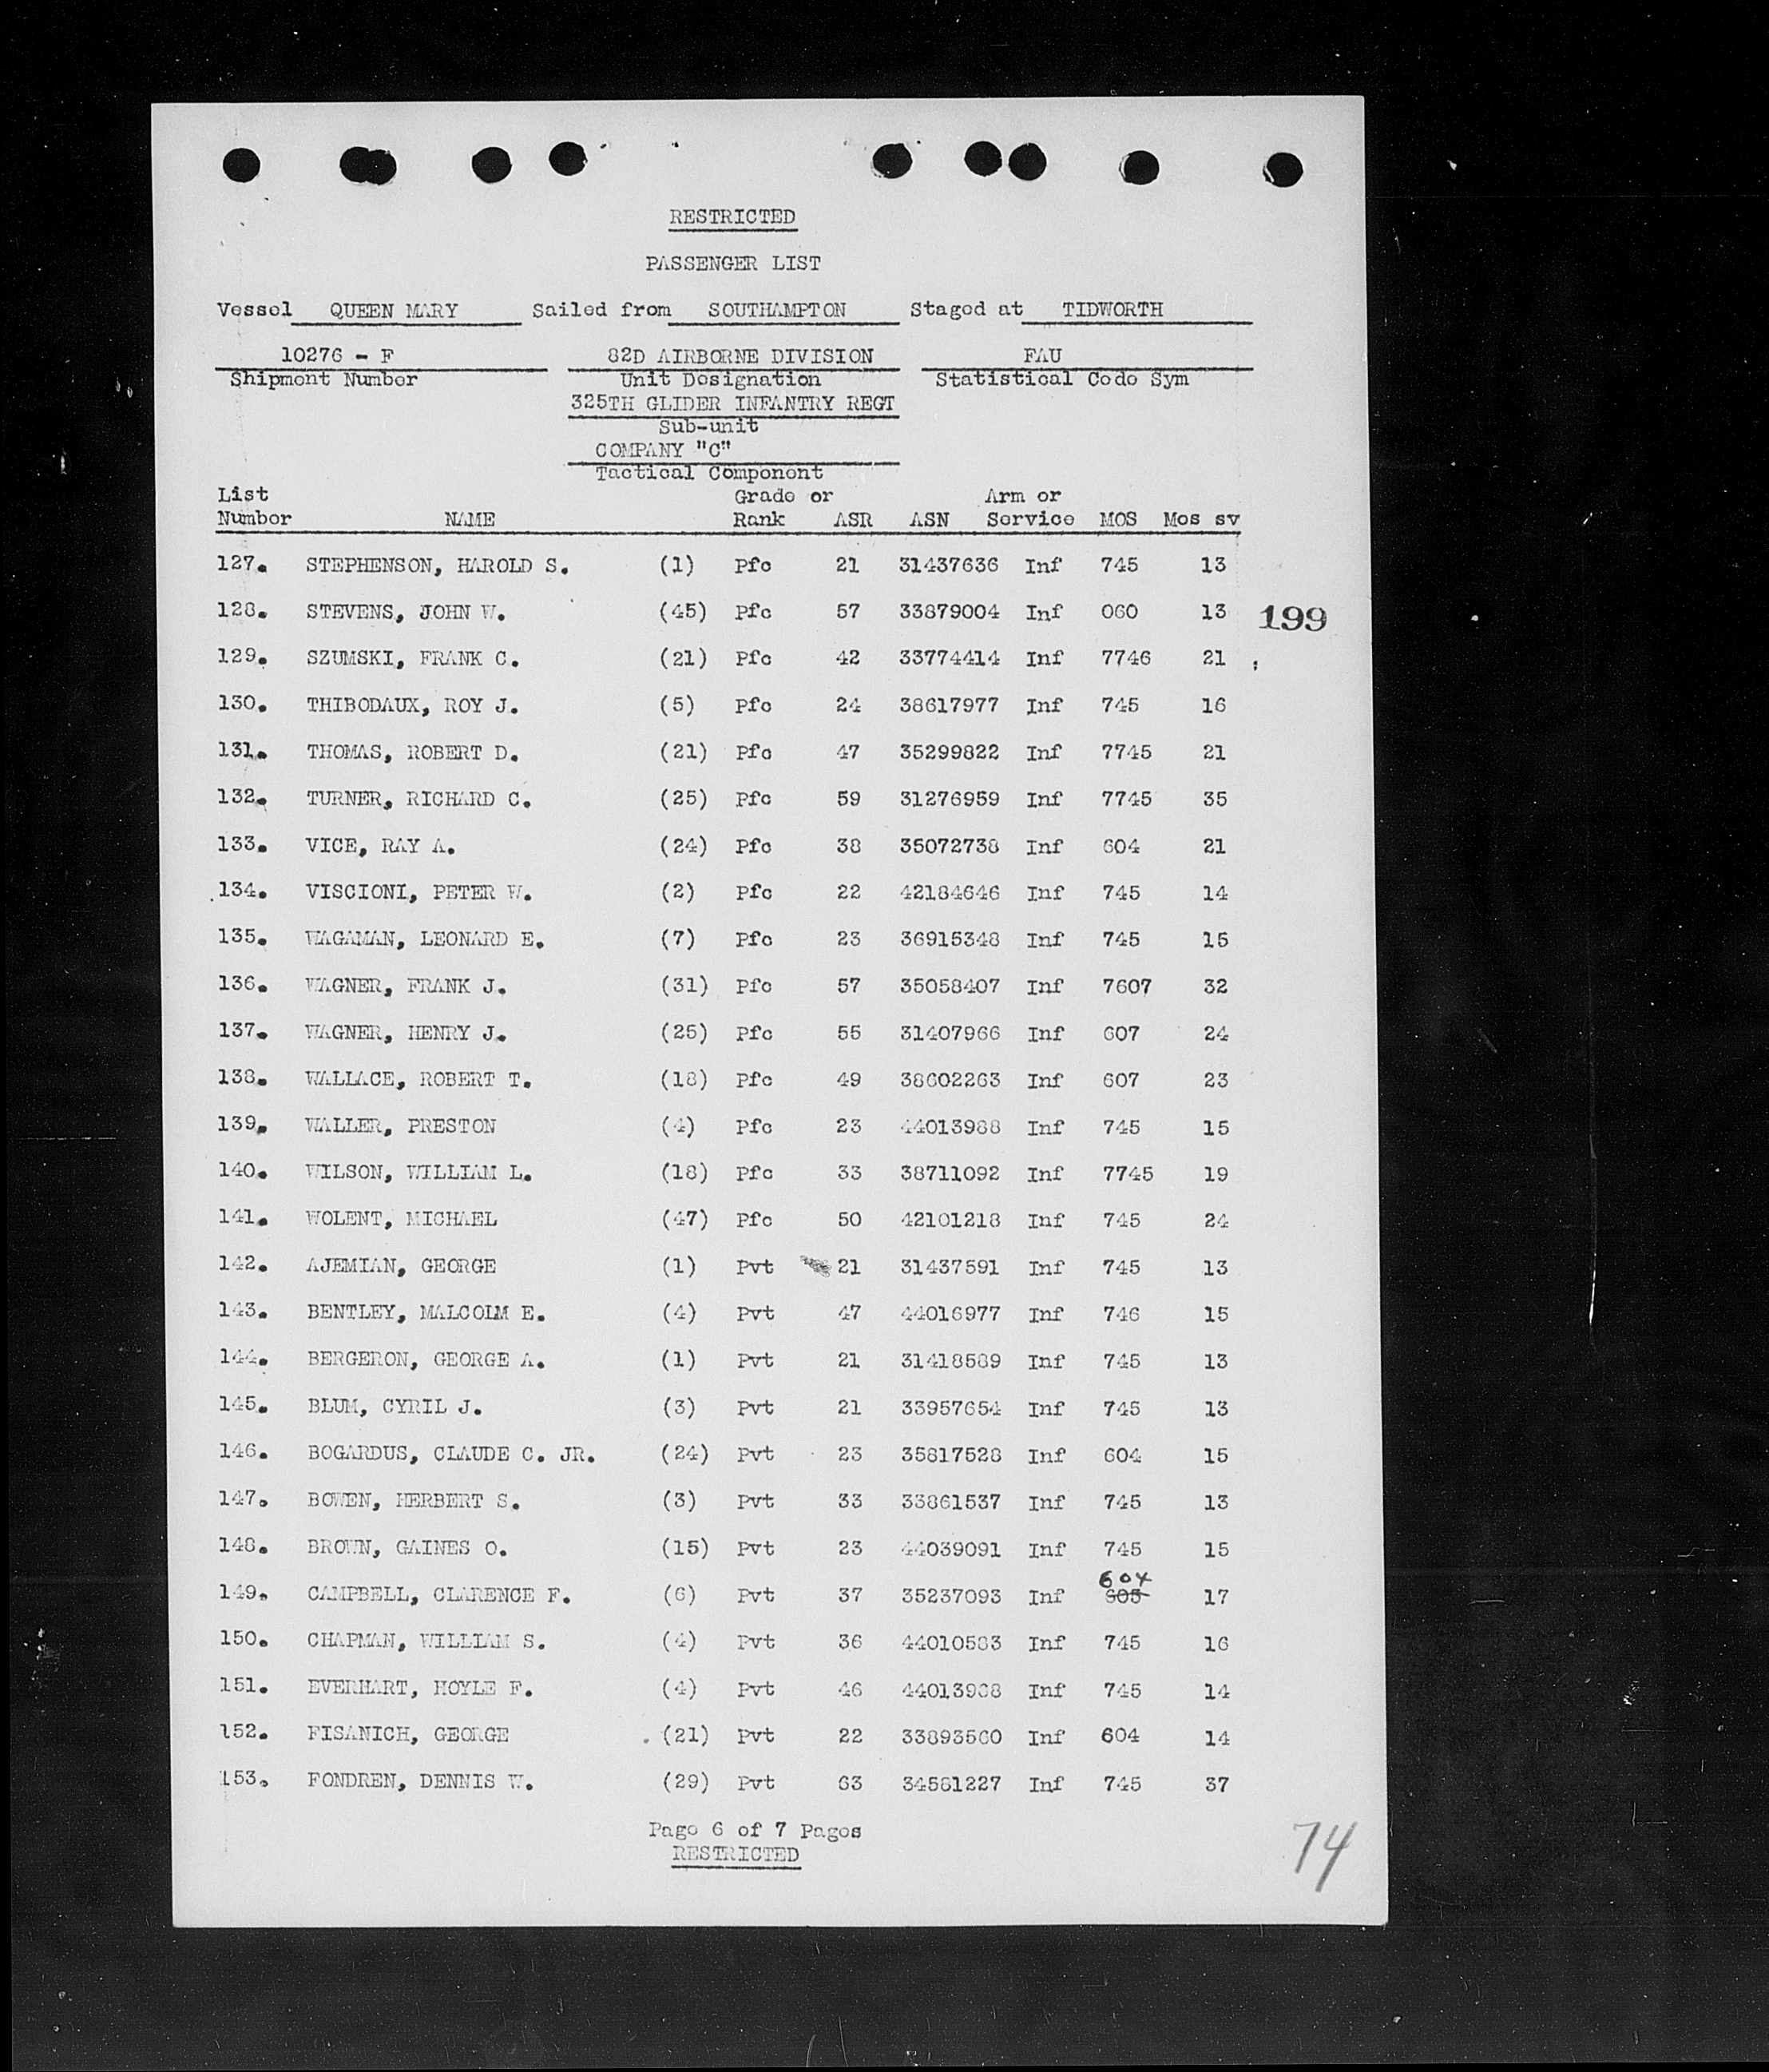 RESTRICTED
PASSENGER LIST
Vessel QUEEN MARY Sailed from SOUTHAMPTON Staged at TIDWORTH
10276 - F 82D AIRBORNE DIVISION FAU
Shipment Number Unit Designation Statistical Code Sym
325TH GLIDER INFANTRY REGT
Sub-unit
COMPANY "C"
Tactical Component
List Grade or Arm or
Number NAME Rank ASR ASN Service MOS Mos sv
127. STEPHENSON, HAROLD S. (1) Pfc 21 31437636 Inf 745 13
128. STEVENS, JOHN W. (45) Pfc 57 33879004 Inf 060 13 199
129. SZUMSKI, FRANK C. (21) Pfc 42 33774414 Inf 7746 21
130. THIBODAUX, ROY J. (5) Pfc 24 38617977 Inf 745 16
131. THOMAS, ROBERT D. (21) Pfc 47 35299822 Inf 7745 21
132. TURNER, RICHARD C. (25) Pfc 59 31276959 Inf 7745 35
133. VICE, RAY A. (24) Pfc 38 35072738 Inf 604 21
134. VISCIONI, PETER W. (2) Pfc 22 42184646 Inf 745 14
135. WAGAMAN, LEONARD E. (7) Pfc 23 36915348 Inf 745 15
136. WAGNER, FRANK J. (31) Pfc 57 35058407 Inf 7607 32
137. WAGNER, HENRY J. (25) Pfc 55 31407966 Inf 607 24
138. WALLACE, ROBERT T. (18) Pfc 49 38602263 Inf 607 23
139. WALLER, PRESTON (4) Pfc 23 44013988 Inf 745 15
140. WILSON, WILLIAM L. (18) Pfc 33 38711092 Inf 7745 19
141. WOLENT, MICHAEL (47) Pfc 50 42101218 Inf 745 24
142. AJEMIAN, GEORGE (1) Pvt 21 31437591 Inf 745 13
143. BENTLEY, MALCOLM E. (4) Pvt 47 44016977 Inf 746 15
144. BERGERON, GEORGE A. (1) Pvt 21 31418589 Inf 745 13
145. BLUM, CYRIL J. (3) Pvt 21 33957654 Inf 745 13
146. BOGARDUS, CLAUDE C. JR. (24) Pvt 23 35817528 Inf 604 15
147. BOWEN, HERBERT S. (3) Pvt 33 33861537 Inf 745 13
148. BROWN, GAINES O. (15) Pvt 23 44039091 Inf 745 15
604
149. CAMPBELL, CLARENCE F. (6) Pvt 37 35237093 Inf 605 17
150. CHAPMAN, WILLIAM S. (4) Pvt 36 44010583 Inf 745 16
151. EVERHART, HOYLE F. (4) Pvt 46 44013968 Inf 745 14
152. FISANICH, GEORGE (21) Pvt 22 33893560 Inf 604 14
153. FONDREN, DENNIS W. (29) Pvt 63 34581227 Inf 745 37
Page 6 of 7 Pages
RESTRICTED
74